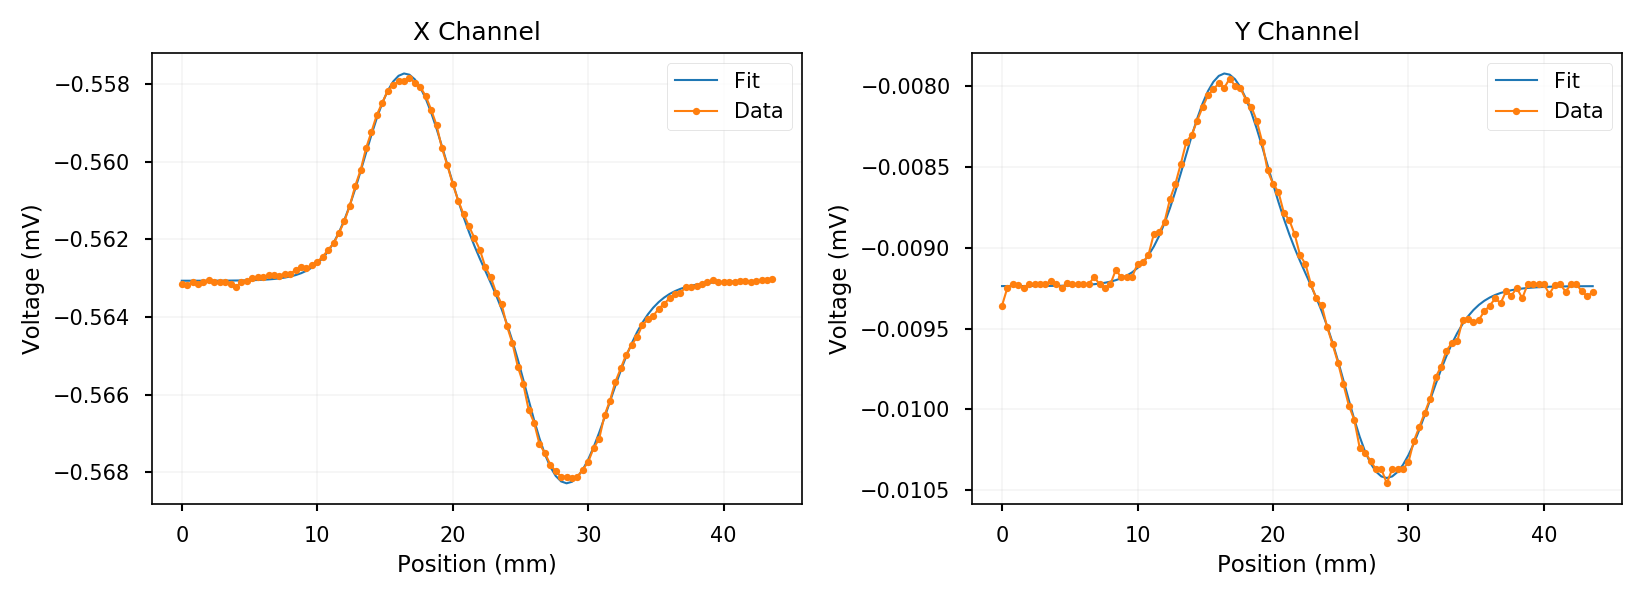 X Channel
Voltage (mV)
−0.558
−0.560
−0.562
−0.564
−0.566
−0.568
Fit
Data
0 10 20 30 40
Position (mm)
Y Channel
Voltage (mV)
−0.0080
−0.0085
−0.0090
−0.0095
−0.0100
−0.0105
Fit
Data
0 10 20 30 40
Position (mm)